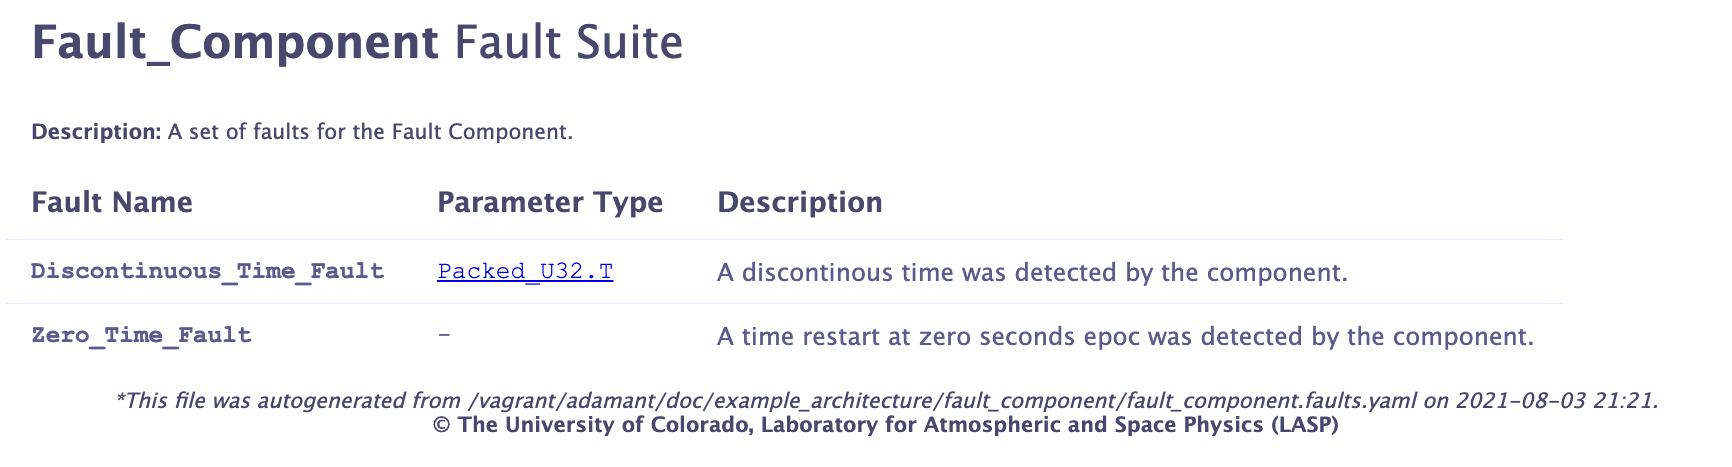 Fault_Component Fault Suite
Description: A set of faults for the Fault Component.
Fault Name Parameter Type Description
Discontinuous_Time_Fault Packed_U32.T A discontinous time was detected by the component.
Zero_Time_Fault – A time restart at zero seconds epoc was detected by the component.
*This file was autogenerated from /vagrant/adamant/doc/example_architecture/fault_component/fault_component.faults.yaml on 2021-08-03 21:21.
© The University of Colorado, Laboratory for Atmospheric and Space Physics (LASP)